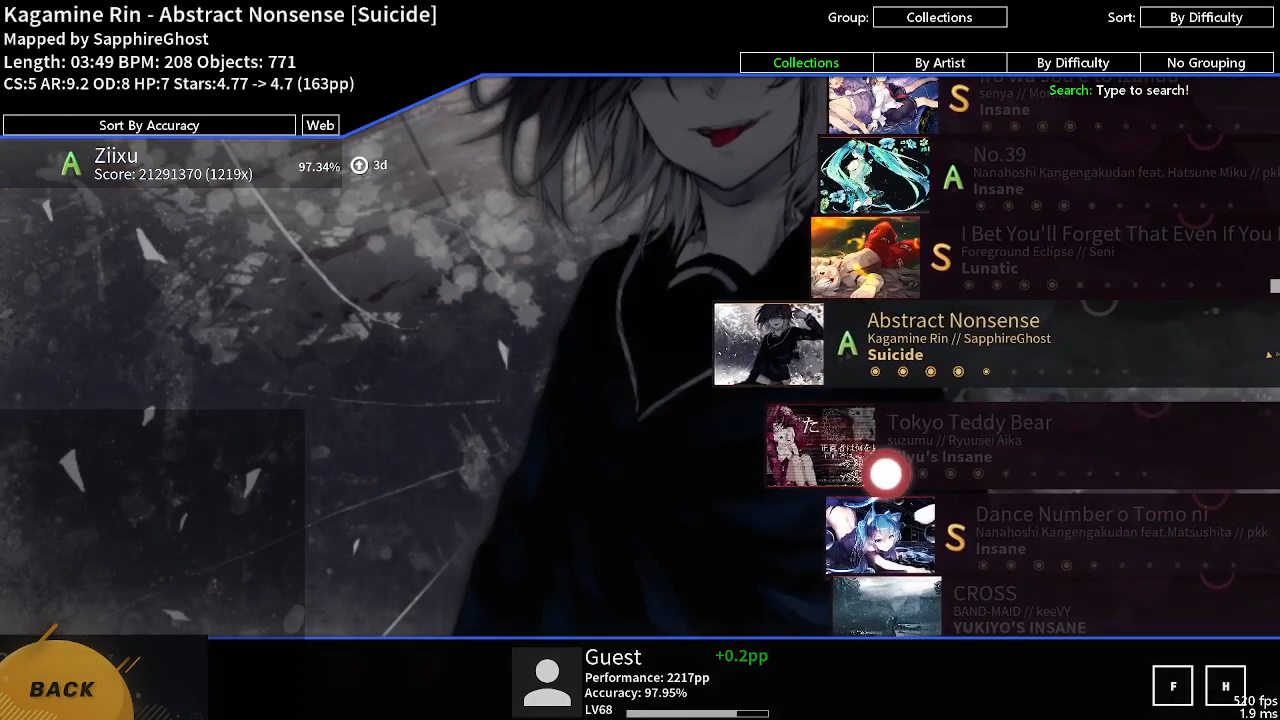 Kagamine Rin - Abstract Nonsense [Suicide]
Mapped by SapphireGhost
Length: 03:49 BPM: 208 Objects: 771
CS:5 AR:9.2 OD:8 HP:7 Stars:4.77 -> 4.7 (163pp)
Group: Collections
Sort: By Difficulty
Collections By Artist By Difficulty No Grouping
Search: Type to search!
Sort By Accuracy Web
A Ziixu
Score: 21291370 (1219x) 97.34% 3d
senya //
S Insane
No.39
Nanahoshi Kangengakudan feat. Hatsune Miku //
A Insane
I Bet You'll Forget That Even If You
Foreground Eclipse // Seni
S Lunatic
Abstract Nonsense
Kagamine Rin // SapphireGhost
A Suicide
Tokyo Teddy Bear
suzumu // Ryuusei Aika
Insane
Dance Number o Tomo ni
Nanahoshi Kangengakudan feat.Matsushita // pkk
S Insane
CROSS
BAND-MAID // keeVY
YUKIYO'S INSANE
BACK
Guest +0.2pp
Performance: 2217pp
Accuracy: 97.95%
LV68
F H
520 fps
1.9 ms